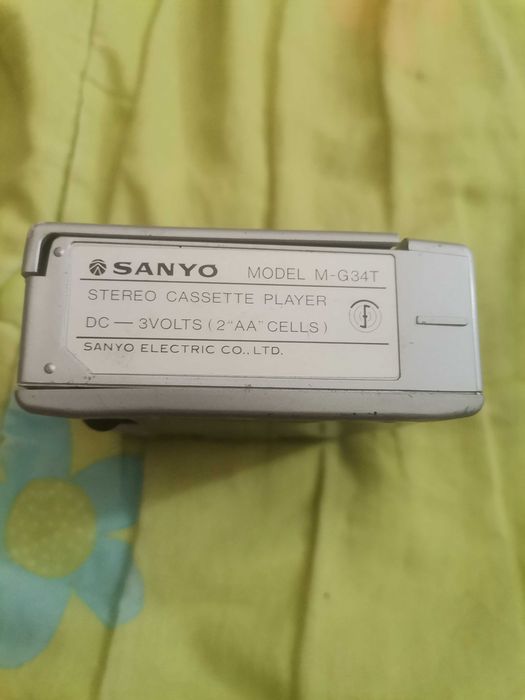 SANYO MODEL M-G34T
STEREO CASSETTE PLAYER
DC — 3VOLTS (2"AA" CELLS)
SANYO ELECTRIC CO., LTD.